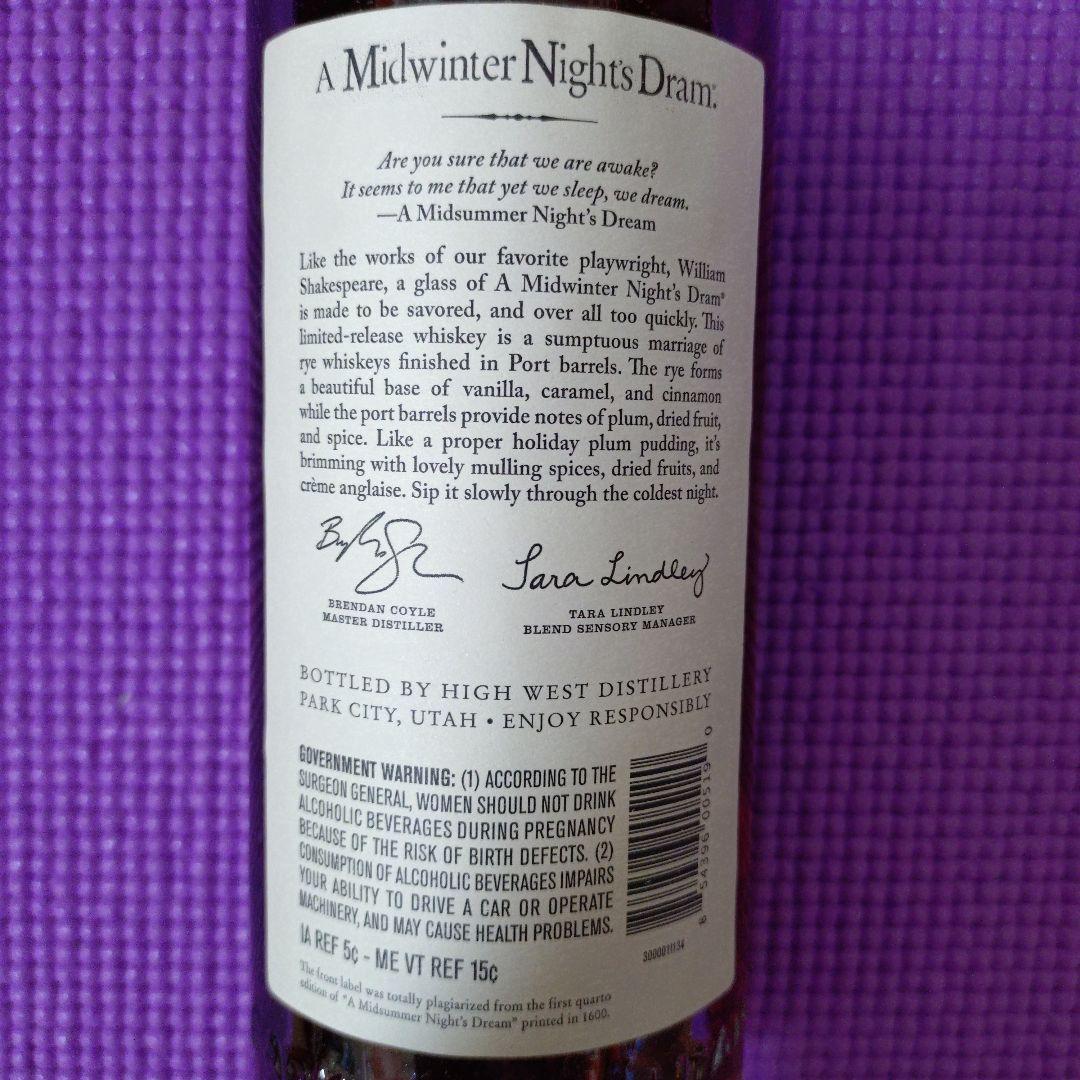 A Midwinter Night's Dram.®
Are you sure that we are awake?
It seems to me that yet we sleep, we dream.
—A Midsummer Night's Dream
Like the works of our favorite playwright, William
Shakespeare, a glass of A Midwinter Night's Dram®
is made to be savored, and over all too quickly. This
limited-release whiskey is a sumptuous marriage of
rye whiskeys finished in Port barrels. The rye forms
a beautiful base of vanilla, caramel, and cinnamon
while the port barrels provide notes of plum, dried fruit,
and spice. Like a proper holiday plum pudding, it's
brimming with lovely mulling spices, dried fruits, and
crème anglaise. Sip it slowly through the coldest night.
Tara Lindley
BRENDAN COYLE
MASTER DISTILLER
TARA LINDLEY
BLEND SENSORY MANAGER
BOTTLED BY HIGH WEST DISTILLERY
PARK CITY, UTAH • ENJOY RESPONSIBLY
GOVERNMENT WARNING: (1) ACCORDING TO THE
SURGEON GENERAL, WOMEN SHOULD NOT DRINK
ALCOHOLIC BEVERAGES DURING PREGNANCY
BECAUSE OF THE RISK OF BIRTH DEFECTS. (2)
CONSUMPTION OF ALCOHOLIC BEVERAGES IMPAIRS
YOUR ABILITY TO DRIVE A CAR OR OPERATE
MACHINERY, AND MAY CAUSE HEALTH PROBLEMS.
IA REF 5¢ - ME VT REF 15¢
8 54396 00519 0
3000011134
The front label was totally plagiarized from the first quarto
edition of "A Midsummer Night's Dream" printed in 1600.